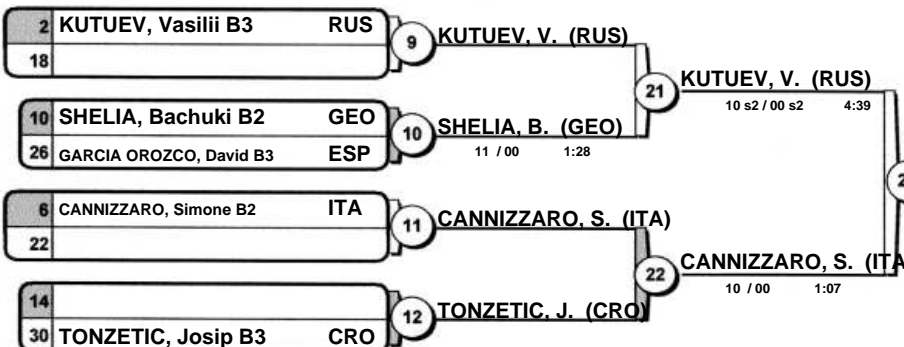 2 KUTUEV, Vasilii B3 RUS
18
9 KUTUEV, V. (RUS)
10 SHELIA, Bachuki B2 GEO
26 GARCIA OROZCO, David B3 ESP
10 SHELIA, B. (GEO)
11 / 00 1:28
21 KUTUEV, V. (RUS)
10 s2 / 00 s2 4:39
6 CANNIZZARO, Simone B2 ITA
22
11 CANNIZZARO, S. (ITA)
14
30 TONZETIC, Josip B3 CRO
12 TONZETIC, J. (CRO)
22 CANNIZZARO, S. (ITA
10 / 00 1:07
2